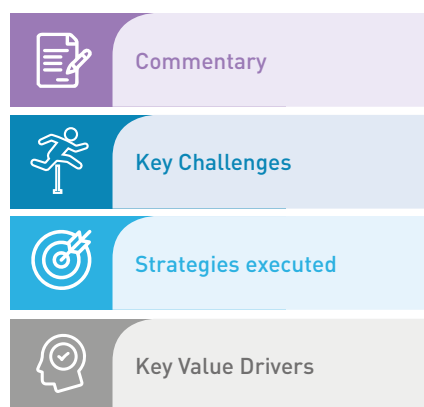 Commentary
Key Challenges
Strategies executed
Key Value Drivers